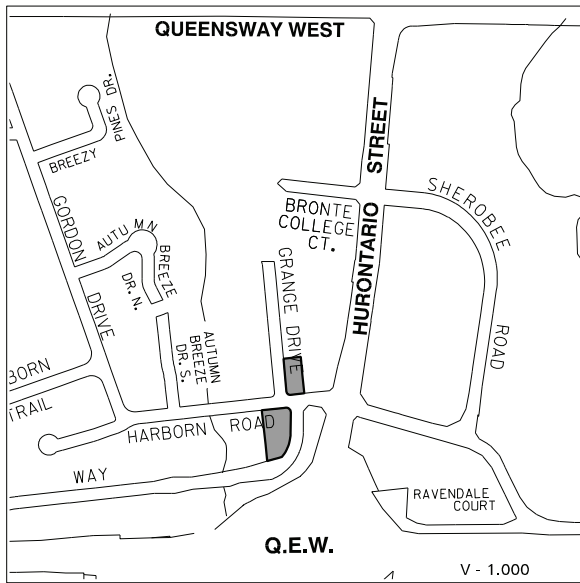 QUEENSWAY WEST
PINES DR.
BREEZY
HURONTARIO STREET
SHEROBEE
ROAD
BRONTE
COLLEGE
CT.
GORDON
DRIVE
AUTUMN
BREEZE
DR. N.
GRANGE DRIVE
AUTUMN
BREEZE
DR. S.
BORN
TRAIL
HARBORN ROAD
WAY
RAVENDALE
COURT
Q.E.W.
V - 1.000